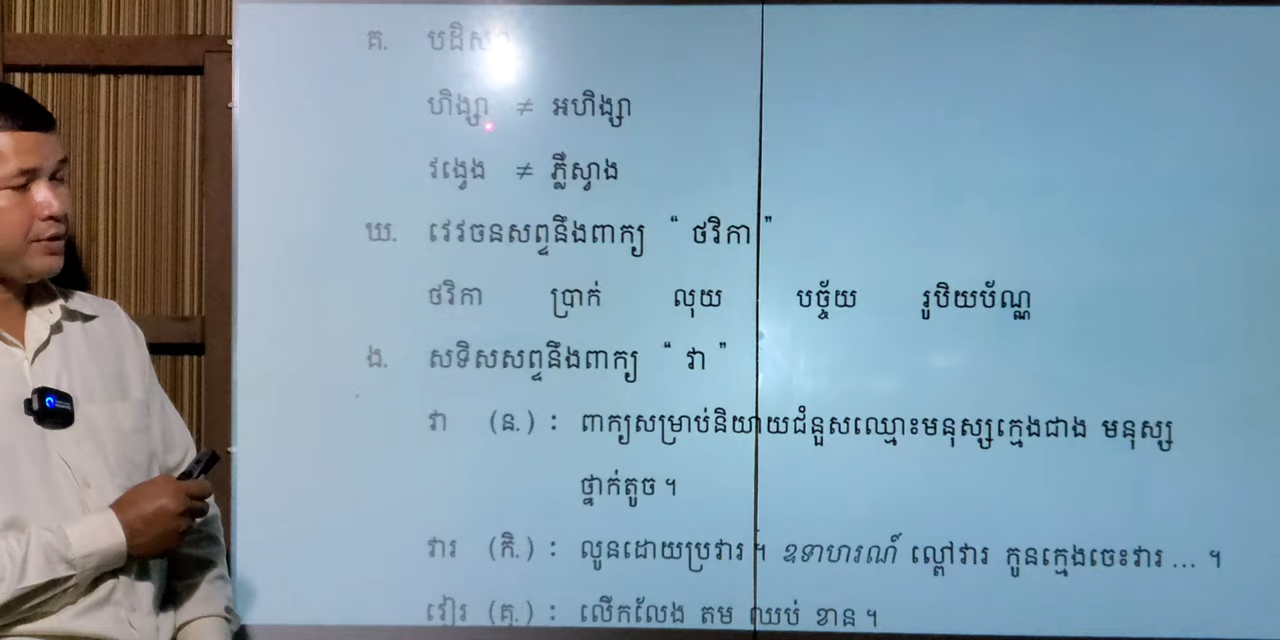 គ. បដិស
ហិង្សា ≠ អហិង្សា
វង្វេង ≠ ភ្លឺស្វាង
ឃ. វេវចនសព្ទនឹងពាក្យ “ ថវិកា ”
ថវិកា ប្រាក់ លុយ បច្ច័យ រូបិយប័ណ្ណ
ង. សទិសសព្ទនឹងពាក្យ “ វា ”
វា (ន.) : ពាក្យសម្រាប់និយាយជំនួសឈ្មោះមនុស្សក្មេងជាង មនុស្ស
ថ្នាក់តូច ។
វារ (កិ.) : លូនដោយប្រវារ ។ ឧទាហរណ៍ ល្ពៅវារ កូនក្មេងចេះវារ ... ។
វៀរ (គុ.) : លើកលែង តម ឈប់ ខាន ។